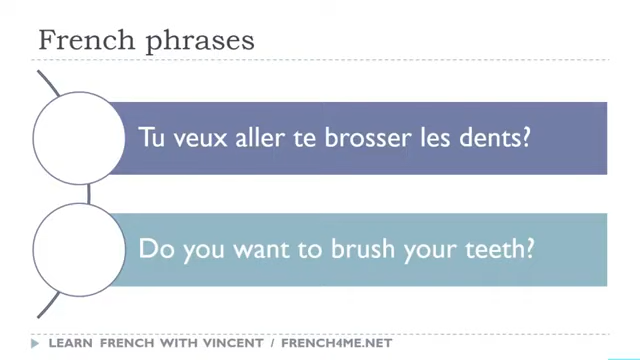 French phrases
Tu veux aller te brosser les dents?
Do you want to brush your teeth?
LEARN FRENCH WITH VINCENT / FRENCH4ME.NET